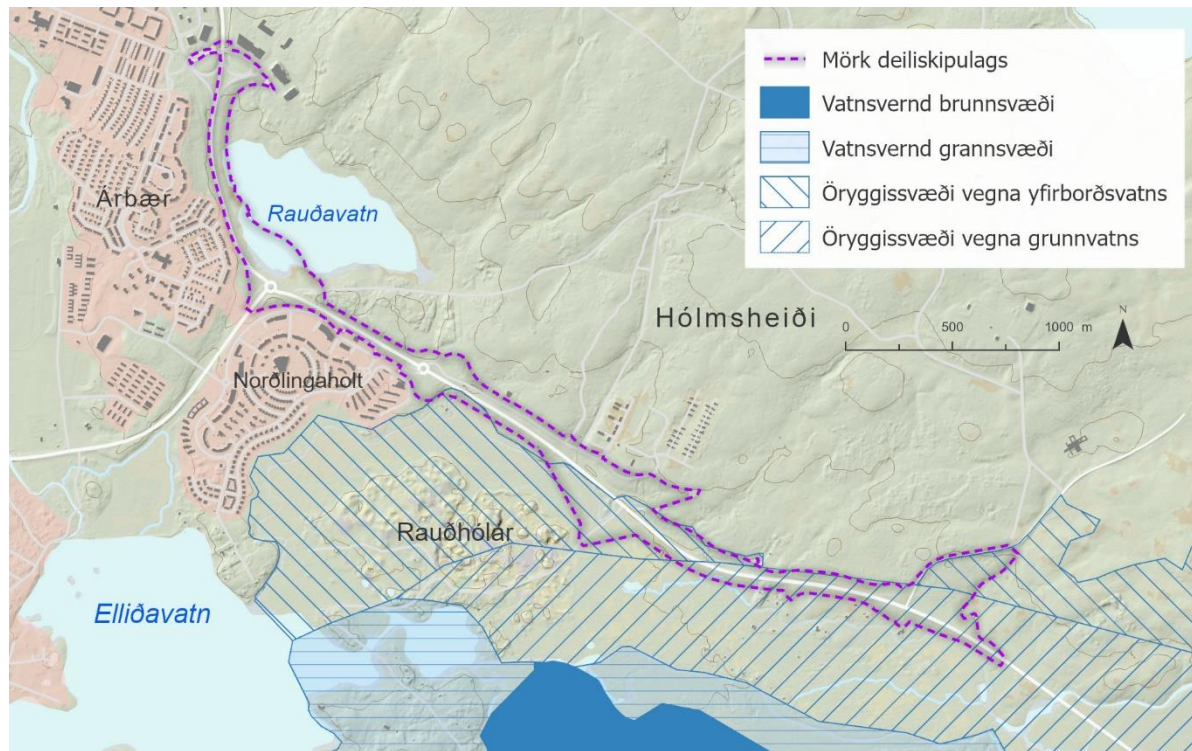 Mörk deiliskipulags
Vatnsvernd brunnsvæði
Vatnsvernd grannsvæði
Öryggissvæði vegna yfirborðsvatns
Öryggissvæði vegna grunnvatns
Árbær
Rauðavatn
Hólmsheiði
0 500 1000 m
N
Norðlingaholt
Rauðhólar
Elliðavatn